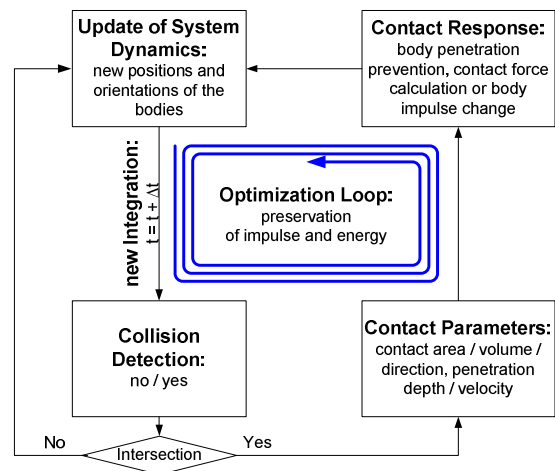 Update of System
Dynamics:
new positions and
orientations of the
bodies
Contact Response:
body penetration
prevention, contact force
calculation or body
impulse change
new Integration:
t = t + Δt
Optimization Loop:
preservation
of impulse and energy
Collision
Detection:
no / yes
Contact Parameters:
contact area / volume /
direction, penetration
depth / velocity
No
Intersection
Yes